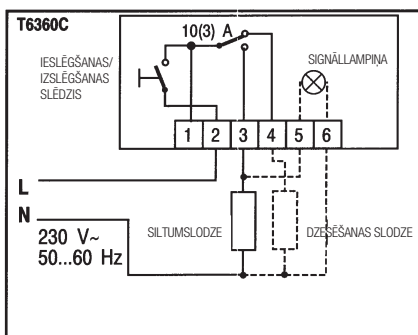 T6360C
10(3) A
IESLĒGŠANAS/
IZSLĒGŠANAS
SLĒDZIS
SIGNĀLLAMPIŅA
1 2 3 4 5 6
L
N
230 V~
50...60 Hz
SILTUMSLODZE
DZESĒŠANAS SLODZE